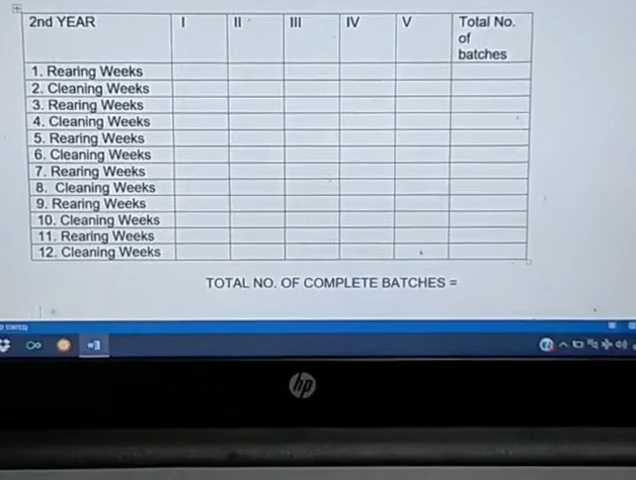 2nd YEAR I II III IV V Total No.
of
batches
1. Rearing Weeks
2. Cleaning Weeks
3. Rearing Weeks
4. Cleaning Weeks
5. Rearing Weeks
6. Cleaning Weeks
7. Rearing Weeks
8. Cleaning Weeks
9. Rearing Weeks
10. Cleaning Weeks
11. Rearing Weeks
12. Cleaning Weeks
TOTAL NO. OF COMPLETE BATCHES =
hp